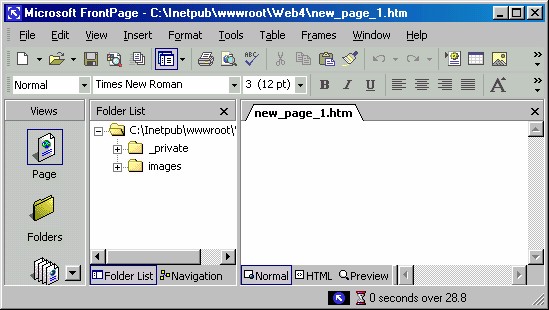 Microsoft FrontPage - C:\Inetpub\wwwroot\Web4\new_page_1.htm
File Edit View Insert Format Tools Table Frames Window Help
Normal Times New Roman 3 (12 pt) B I U A
Views Folder List new_page_1.htm
C:\Inetpub\wwwroot\
_private
images
Page
Folders
Folder List Navigation Normal HTML Preview
0 seconds over 28.8